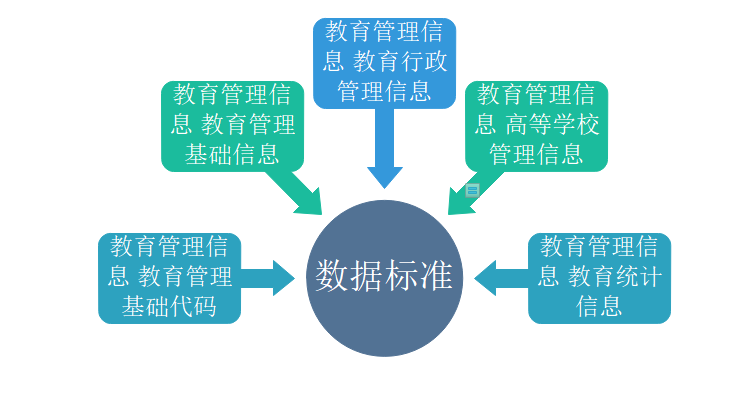 教育管理信
息 教育行政
管理信息
教育管理信
息 教育管理
基础信息
教育管理信
息 高等学校
管理信息
教育管理信
息 教育管理
基础代码
数据标准
教育管理信
息 教育统计
信息